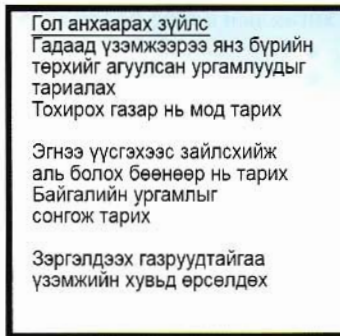 Гол анхаарах зүйлс
Гадаад үзэмжээрээ янз бүрийн
төрхийг агуулсан ургамлуудыг
тариалах
Тохирох газар нь мод тарих
Эгнээ үүсгэхээс зайлсхийж
аль болох бөөнөөр нь тарих
Байгалийн ургамлыг
сонгож тарих
Зэргэлдээх газруудтайгаа
үзэмжийн хувьд өрсөлдөх